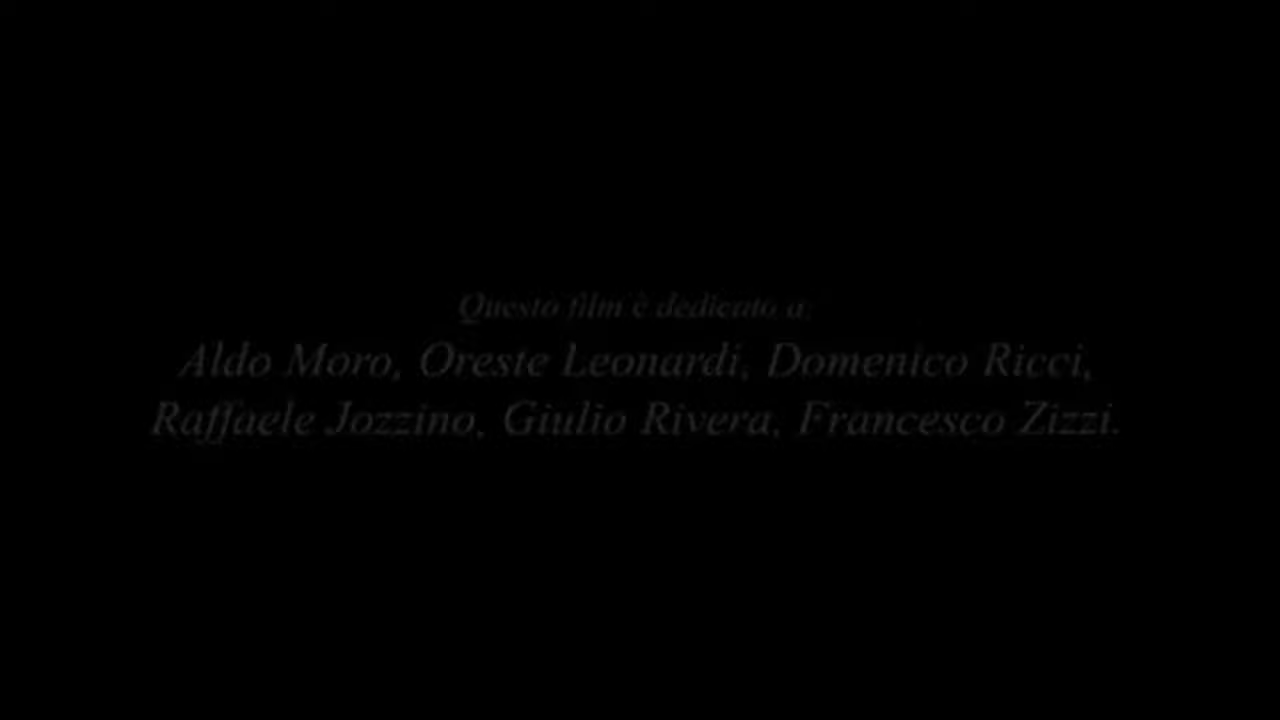 Questo film è dedicato a:
Aldo Moro, Oreste Leonardi, Domenico Ricci,
Raffaele Jozzino, Giulio Rivera, Francesco Zizzi.